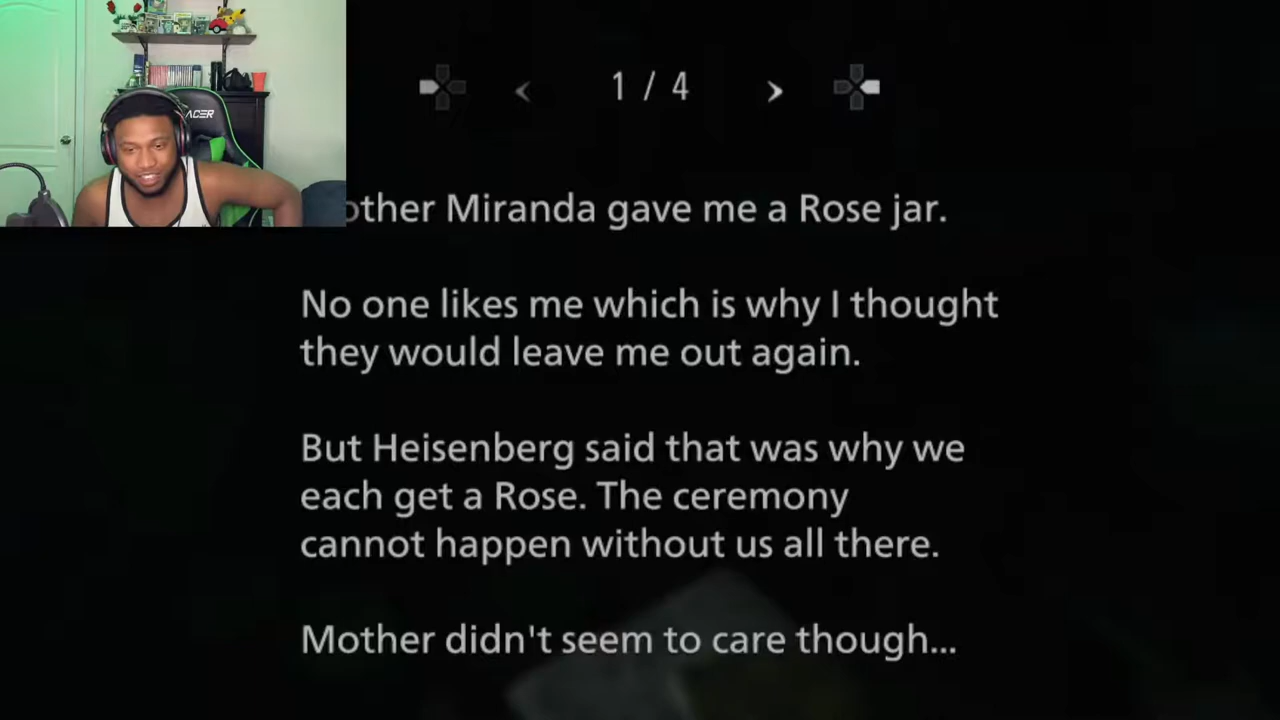 1 / 4
other Miranda gave me a Rose jar.
No one likes me which is why I thought
they would leave me out again.
But Heisenberg said that was why we
each get a Rose. The ceremony
cannot happen without us all there.
Mother didn't seem to care though...
ACER